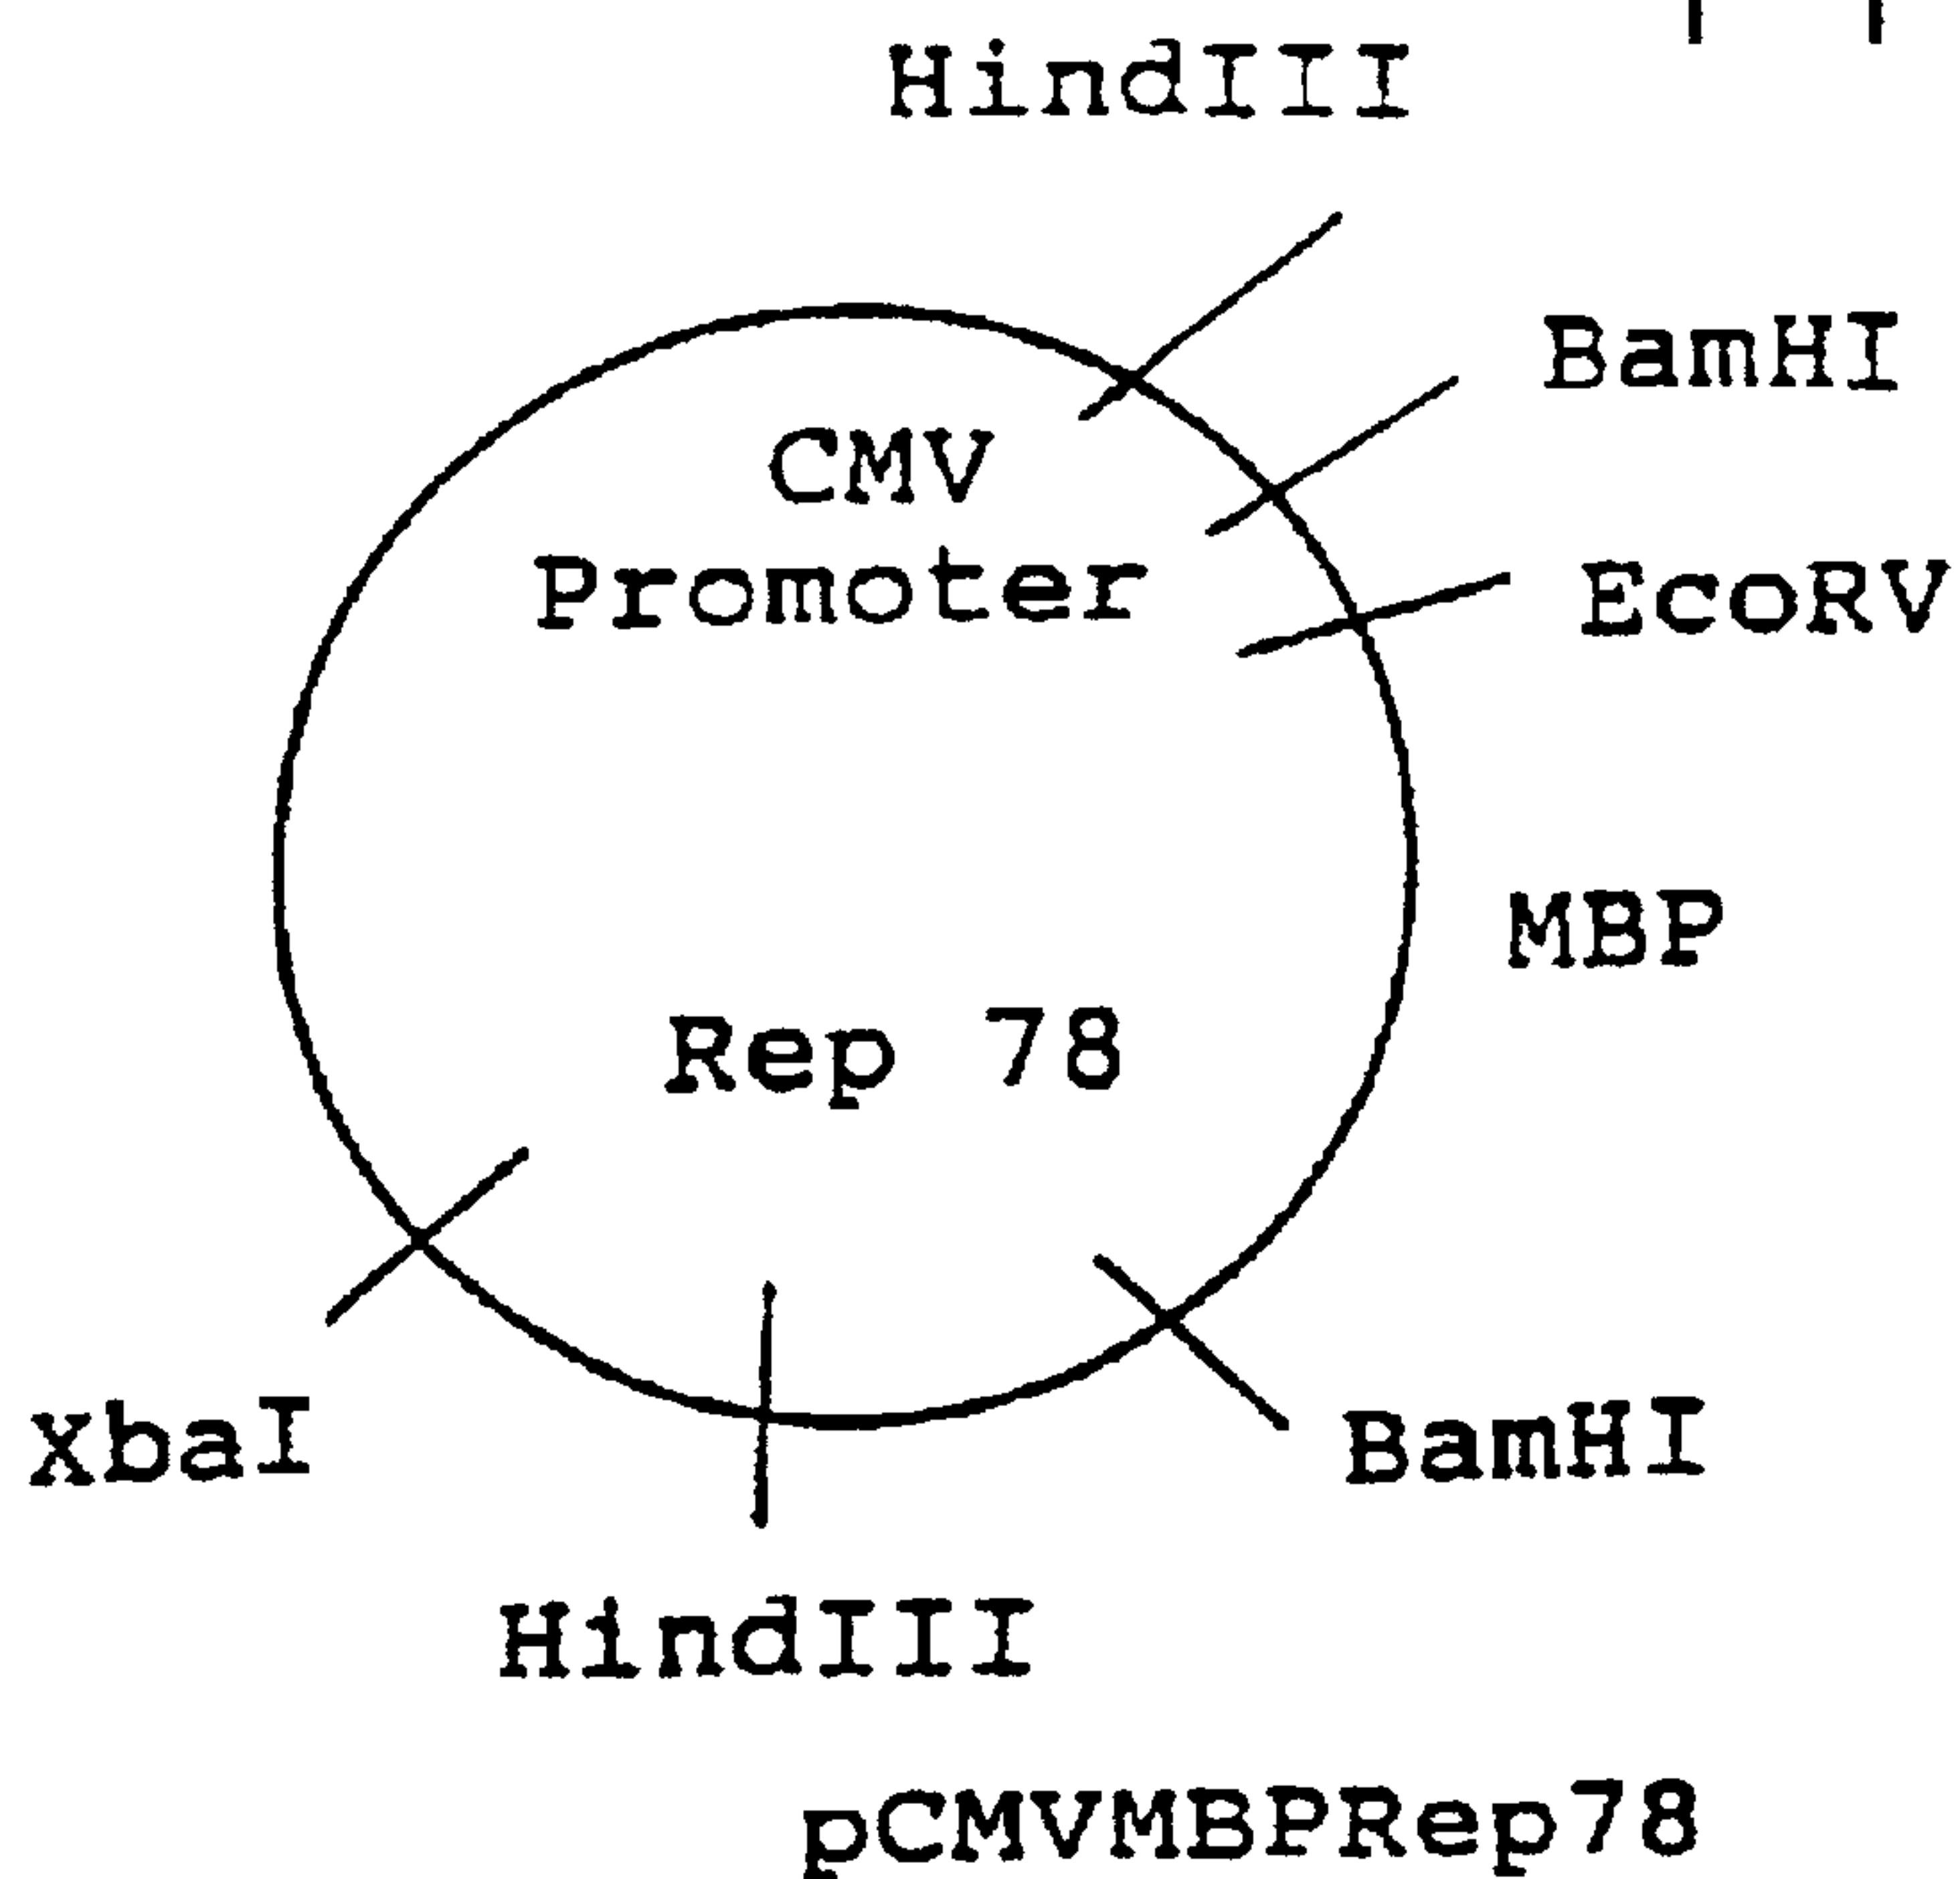 HindIII
BamHI
CMV
Promoter
EcoRV
MBP
Rep 78
XbaI
BamHI
HindIII
pCMVMBPRep78